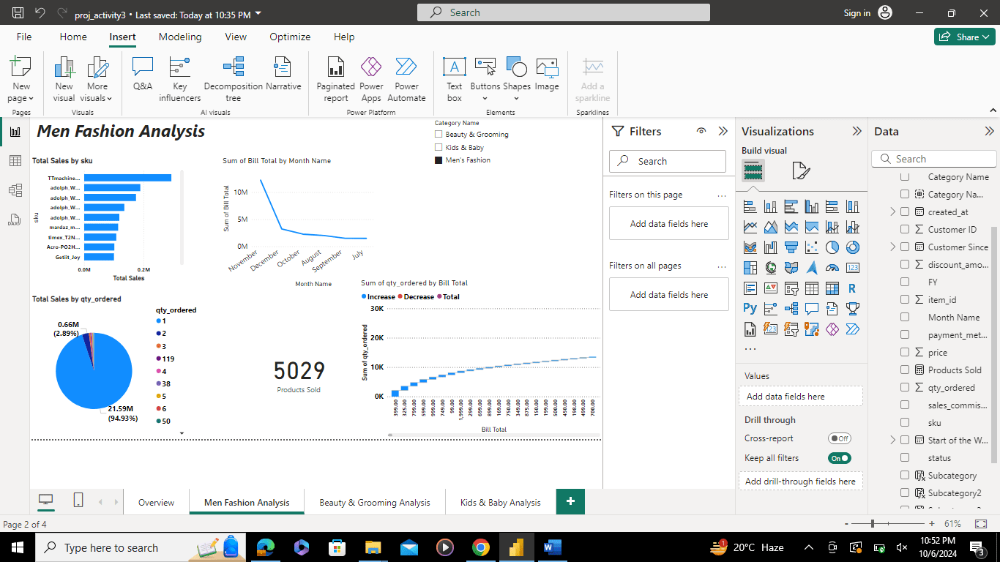 proj_activity3 • Last saved: Today at 10:35 PM
Search
Sign in
File Home Insert Modeling View Optimize Help
Share
New page
New visual
More visuals
Q&A
Key influencers
Decomposition tree
Narrative
Paginated report
Power Apps
Power Automate
Text box
Buttons
Shapes
Image
Add a sparkline
Pages
Visuals
AI visuals
Power Platform
Elements
Sparklines
Men Fashion Analysis
Category Name
Beauty & Grooming
Kids & Baby
Men's Fashion
Total Sales by sku
sku
TTmachine...
adolph_W...
adolph_W...
adolph_W...
adolph_W...
mardaz_m...
timex_T2N...
Acro-PO2H...
Getit_Joy
0.0M 0.2M
Total Sales
Sum of Bill Total by Month Name
Sum of Bill Total
10M
5M
0M
November December October August September July
Month Name
Total Sales by qty_ordered
0.66M
(2.89%)
21.59M
(94.93%)
qty_ordered
1
2
3
119
4
38
5
6
50
5029
Products Sold
Sum of qty_ordered by Bill Total
Increase Decrease Total
Sum of qty_ordered
30K
20K
10K
0K
399.00 325.00 799.00 599.00 999.00 749.00 99.00 1,999.00 299.00 699.00 899.00 169.00 750.00 349.00 875.00 150.00 199.00 500.00 450.00 198.00 499.00 700.00
Bill Total
Filters
Search
Filters on this page ...
Add data fields here
Filters on all pages ...
Add data fields here
Visualizations
Build visual
123
R
Py
123
...
Values
Add data fields here
Drill through
Cross-report Off
Keep all filters On
Add drill-through fields here
Data
Search
Category Name
Category Na...
created_at
Customer ID
Customer Since
discount_amo...
FY
item_id
Month Name
payment_met...
price
Products Sold
qty_ordered
sales_commis...
sku
Start of the W...
status
Subcategory
Subcategory2
DAX
Overview
Men Fashion Analysis
Beauty & Grooming Analysis
Kids & Baby Analysis
+
Page 2 of 4
- + 61%
Type here to search
1
20°C Haze
10:52 PM
10/6/2024
3